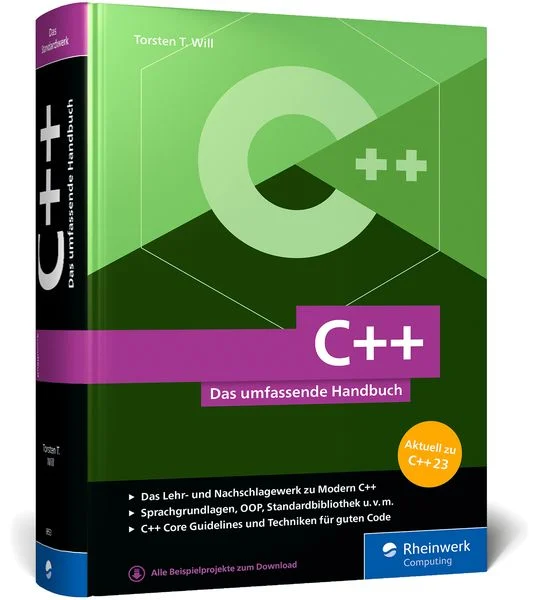 Das
Standardwerk
C++
Das umfassende Handbuch
Torsten T.
Will
Torsten T. Will
C++
C++
Das umfassende Handbuch
Aktuell zu
C++ 23
Das Lehr- und Nachschlagewerk zu Modern C++
Sprachgrundlagen, OOP, Standardbibliothek u. v. m.
C++ Core Guidelines und Techniken für guten Code
Alle Beispielprojekte zum Download
Rheinwerk
Computing